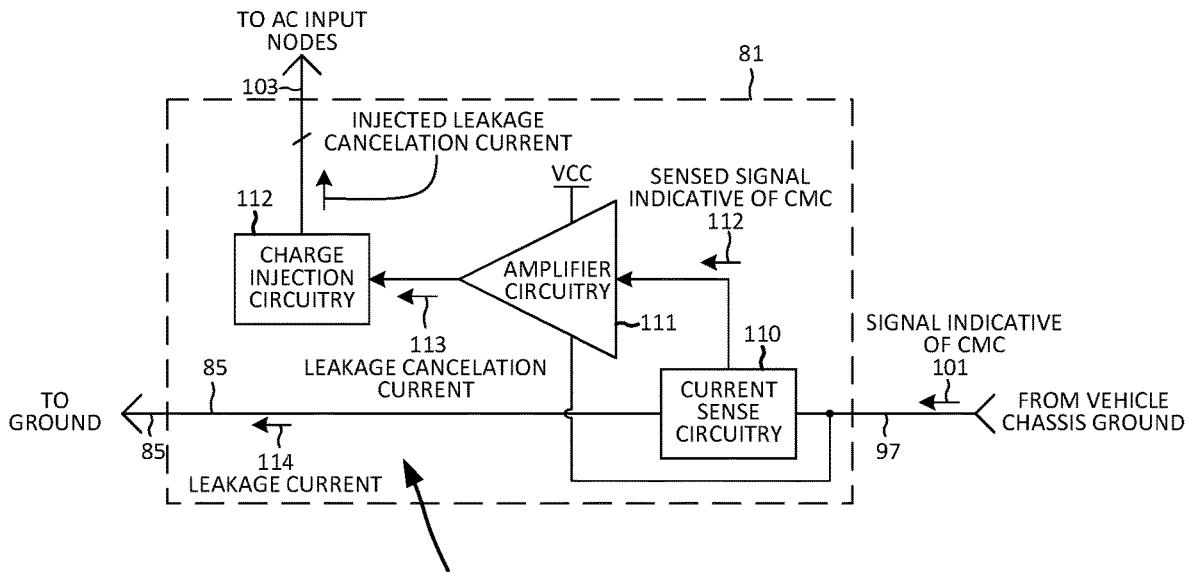 TO AC INPUT
NODES
103
81
INJECTED LEAKAGE
CANCELATION CURRENT
VCC
SENSED SIGNAL
INDICATIVE OF CMC
112
112
CHARGE
INJECTION
CIRCUITRY
AMPLIFIER
CIRCUITRY
111
113
LEAKAGE CANCELATION
CURRENT
110
SIGNAL INDICATIVE
OF CMC
101
CURRENT
SENSE
CIRCUITRY
FROM VEHICLE
CHASSIS GROUND
97
TO
GROUND
85
85
114
LEAKAGE CURRENT